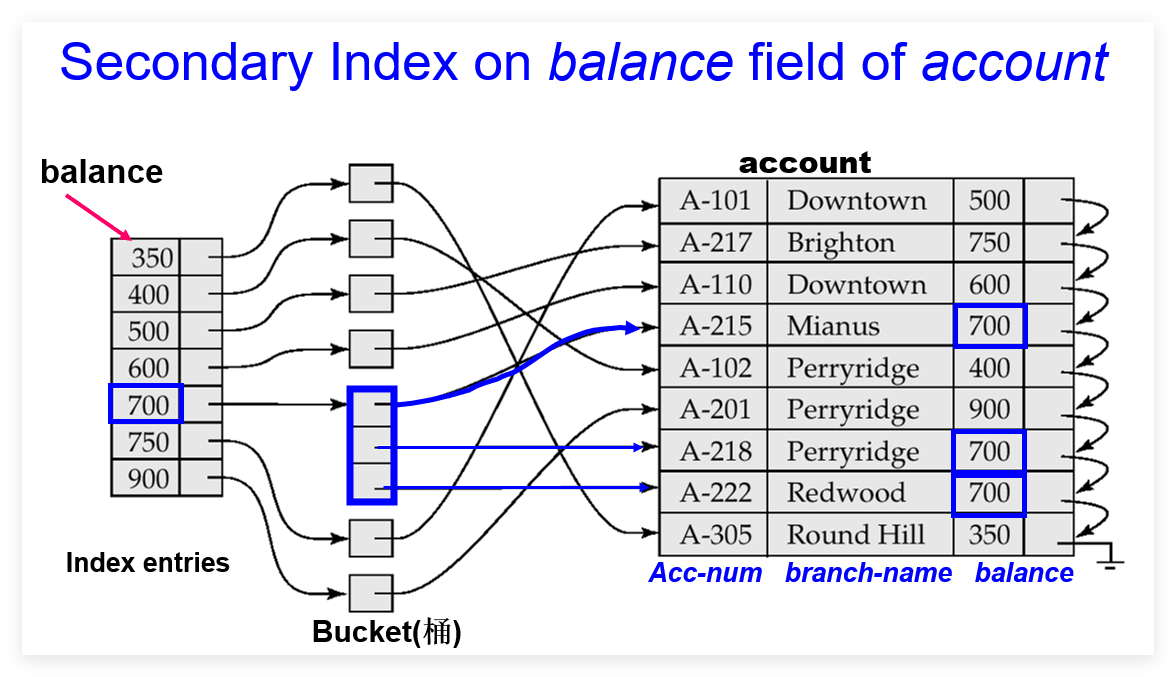 Secondary Index on balance field of account
balance
account
350
400
500
600
700
750
900
A-101 Downtown 500
A-217 Brighton 750
A-110 Downtown 600
A-215 Mianus 700
A-102 Perryridge 400
A-201 Perryridge 900
A-218 Perryridge 700
A-222 Redwood 700
A-305 Round Hill 350
Index entries
Acc-num branch-name balance
Bucket(桶)